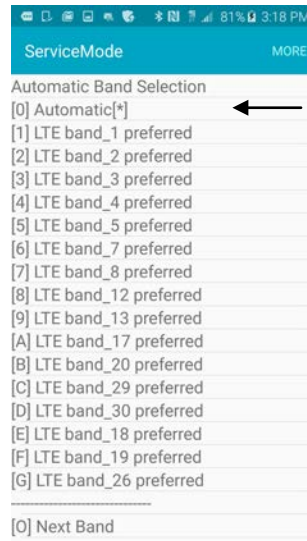 81% 3:18 PM
ServiceMode MORE
Automatic Band Selection
[0] Automatic[*]
[1] LTE band_1 preferred
[2] LTE band_2 preferred
[3] LTE band_3 preferred
[4] LTE band_4 preferred
[5] LTE band_5 preferred
[6] LTE band_7 preferred
[7] LTE band_8 preferred
[8] LTE band_12 preferred
[9] LTE band_13 preferred
[A] LTE band_17 preferred
[B] LTE band_20 preferred
[C] LTE band_29 preferred
[D] LTE band_30 preferred
[E] LTE band_18 preferred
[F] LTE band_19 preferred
[G] LTE band_26 preferred
----------------------------
[O] Next Band